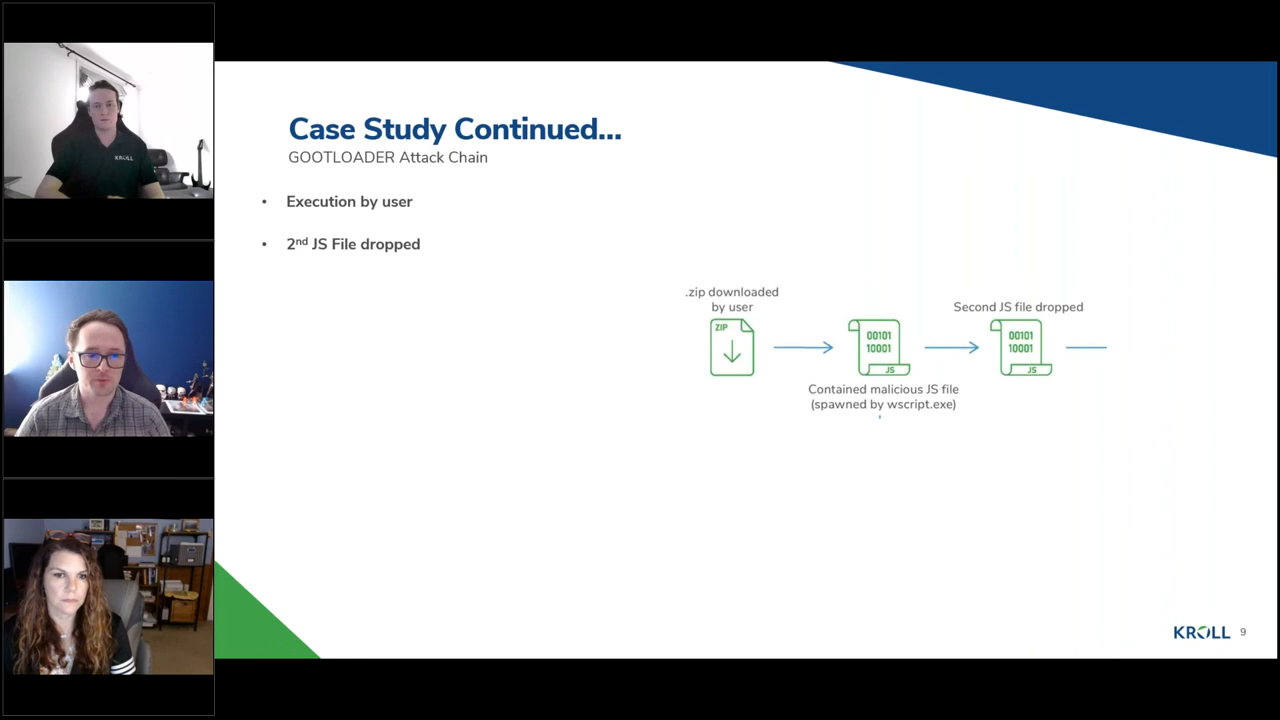 KROLL
Case Study Continued...
GOOTLOADER Attack Chain
• Execution by user
• 2nd JS File dropped
.zip downloaded
by user
ZIP
00101
10001
JS
Contained malicious JS file
(spawned by wscript.exe)
Second JS file dropped
00101
10001
JS
KROLL
9